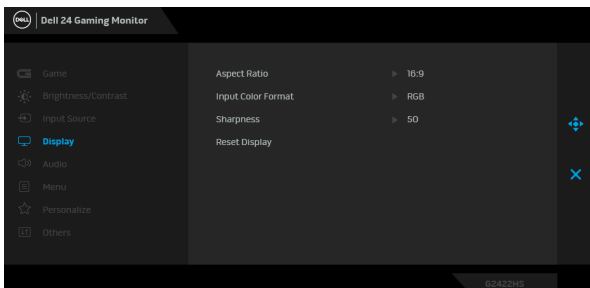 DELL
Dell 24 Gaming Monitor
Game
Brightness/Contrast
Input Source
Display
Audio
Menu
Personalize
Others
Aspect Ratio 16:9
Input Color Format RGB
Sharpness 50
Reset Display
G2422HS